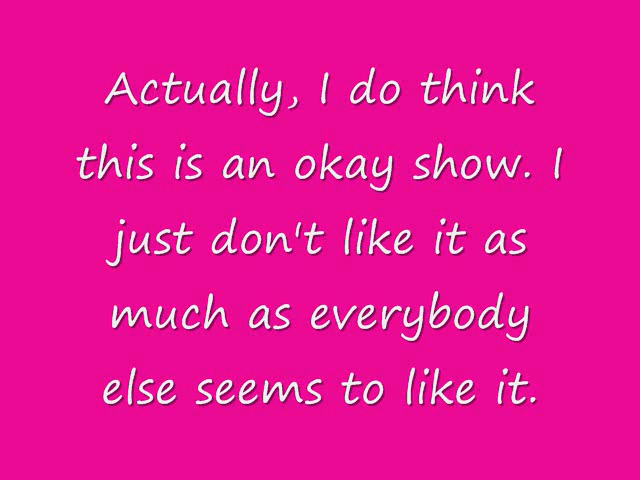 Actually, I do think
this is an okay show. I
just don't like it as
much as everybody
else seems to like it.